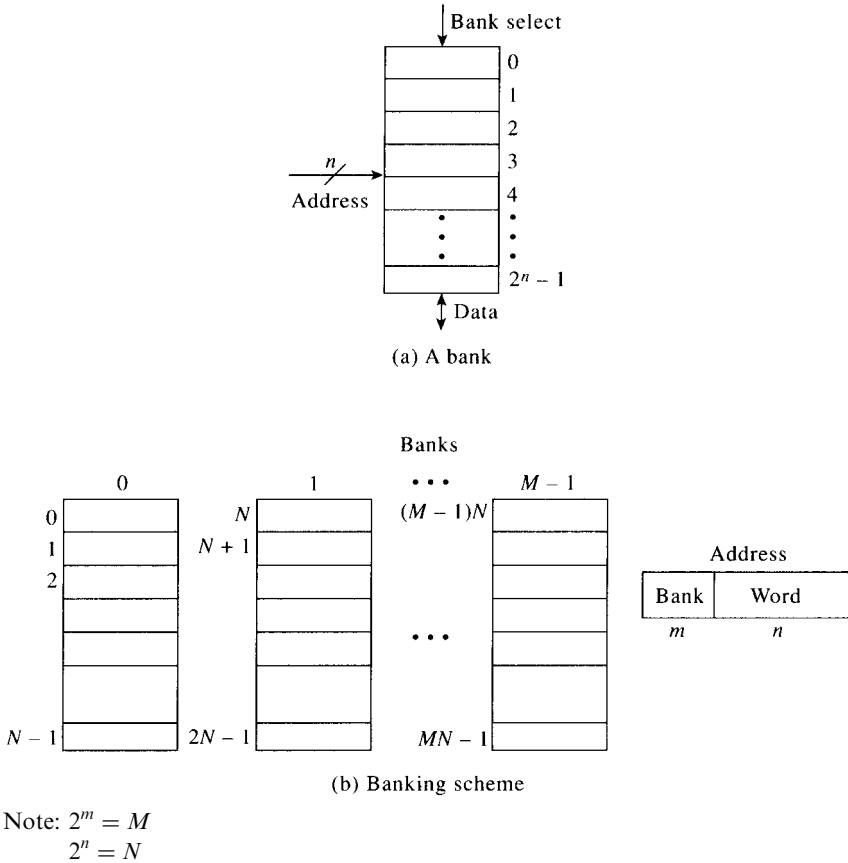 Bank select
0
1
2
3
4
2ⁿ – 1
n
Address
Data
(a) A bank
Banks
0 1 • • • M – 1
0 N (M – 1)N
1 N + 1
2
• • •
N – 1 2N – 1 MN – 1
Address
Bank Word
m n
(b) Banking scheme
Note: 2ᵐ = M
2ⁿ = N